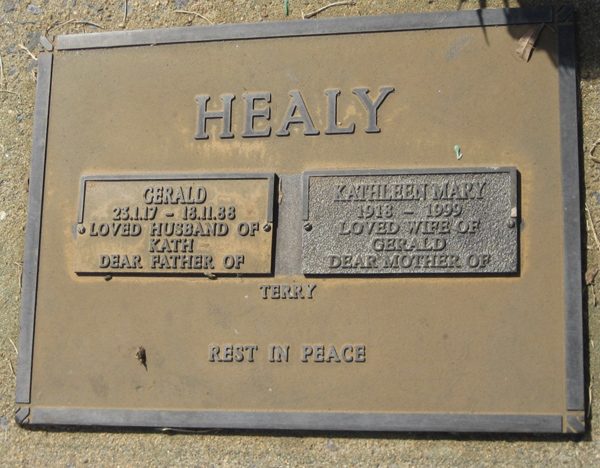 HEALY
GERALD
23.1.17 - 18.11.88
LOVED HUSBAND OF
KATH
DEAR FATHER OF
KATHLEEN MARY
1918 - 1999
LOVED WIFE OF
GERALD
DEAR MOTHER OF
TERRY
REST IN PEACE